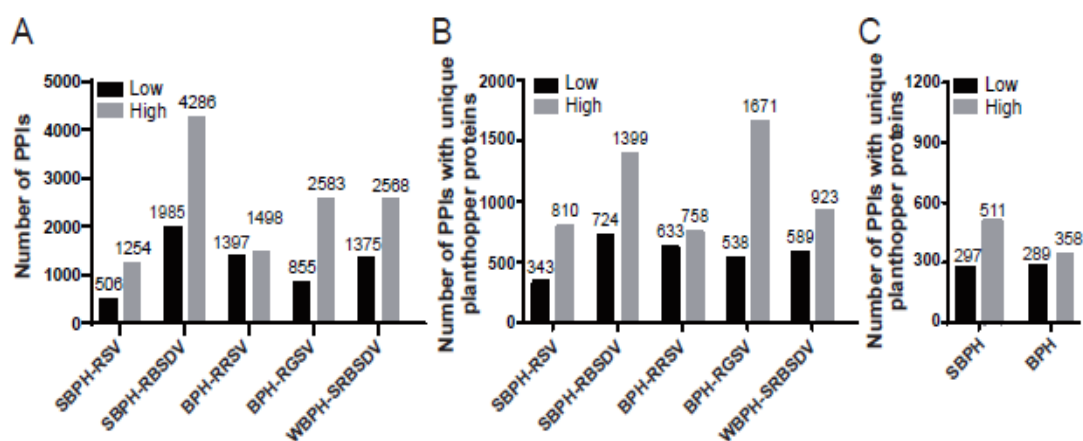 A
Number of PPIs
5000
4000
3000
2000
1000
0
Low
High
506
1254
1985
4286
1397
1498
855
2583
1375
2568
SBPH-RSV
SBPH-RBSDV
BPH-RRSV
BPH-RGSV
WBPH-SRBSDV
B
Number of PPIs with unique
planthopper proteins
2000
1500
1000
500
0
Low
High
343
810
724
1399
633
758
538
1671
589
923
SBPH-RSV
SBPH-RBSDV
BPH-RRSV
BPH-RGSV
WBPH-SRBSDV
C
Number of PPIs with unique
planthopper proteins
1200
900
600
300
0
Low
High
297
511
289
358
SBPH
BPH